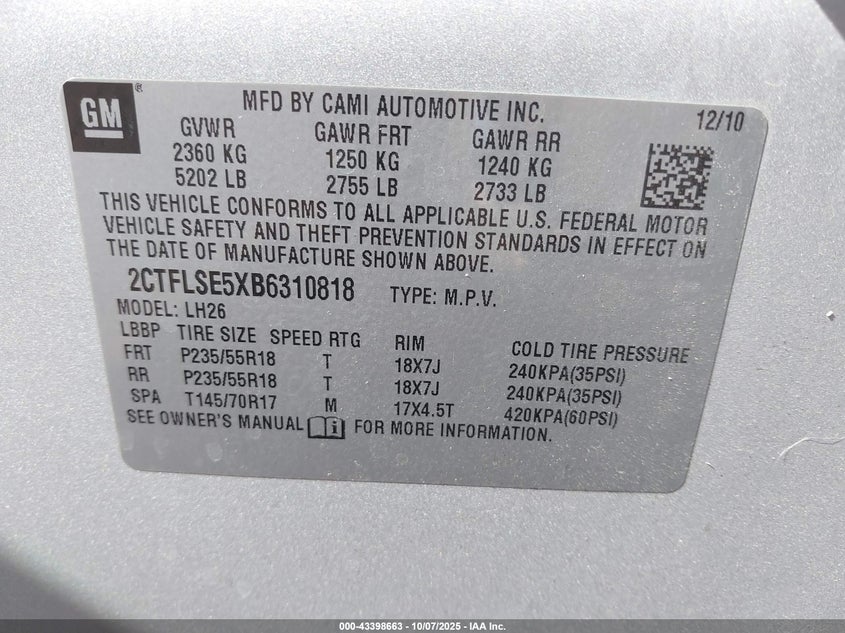 GM®
MFD BY CAMI AUTOMOTIVE INC. 12/10
GVWR GAWR FRT GAWR RR
2360 KG 1250 KG 1240 KG
5202 LB 2755 LB 2733 LB
THIS VEHICLE CONFORMS TO ALL APPLICABLE U.S. FEDERAL MOTOR
VEHICLE SAFETY AND THEFT PREVENTION STANDARDS IN EFFECT ON
THE DATE OF MANUFACTURE SHOWN ABOVE.
2CTFLSE5XB6310818 TYPE: M.P.V.
MODEL: LH26
LBBP TIRE SIZE SPEED RTG RIM COLD TIRE PRESSURE
FRT P235/55R18 T 18X7J 240KPA(35PSI)
RR P235/55R18 T 18X7J 240KPA(35PSI)
SPA T145/70R17 M 17X4.5T 420KPA(60PSI)
SEE OWNER'S MANUAL FOR MORE INFORMATION.
000-43398663 - 10/07/2025 - IAA Inc.